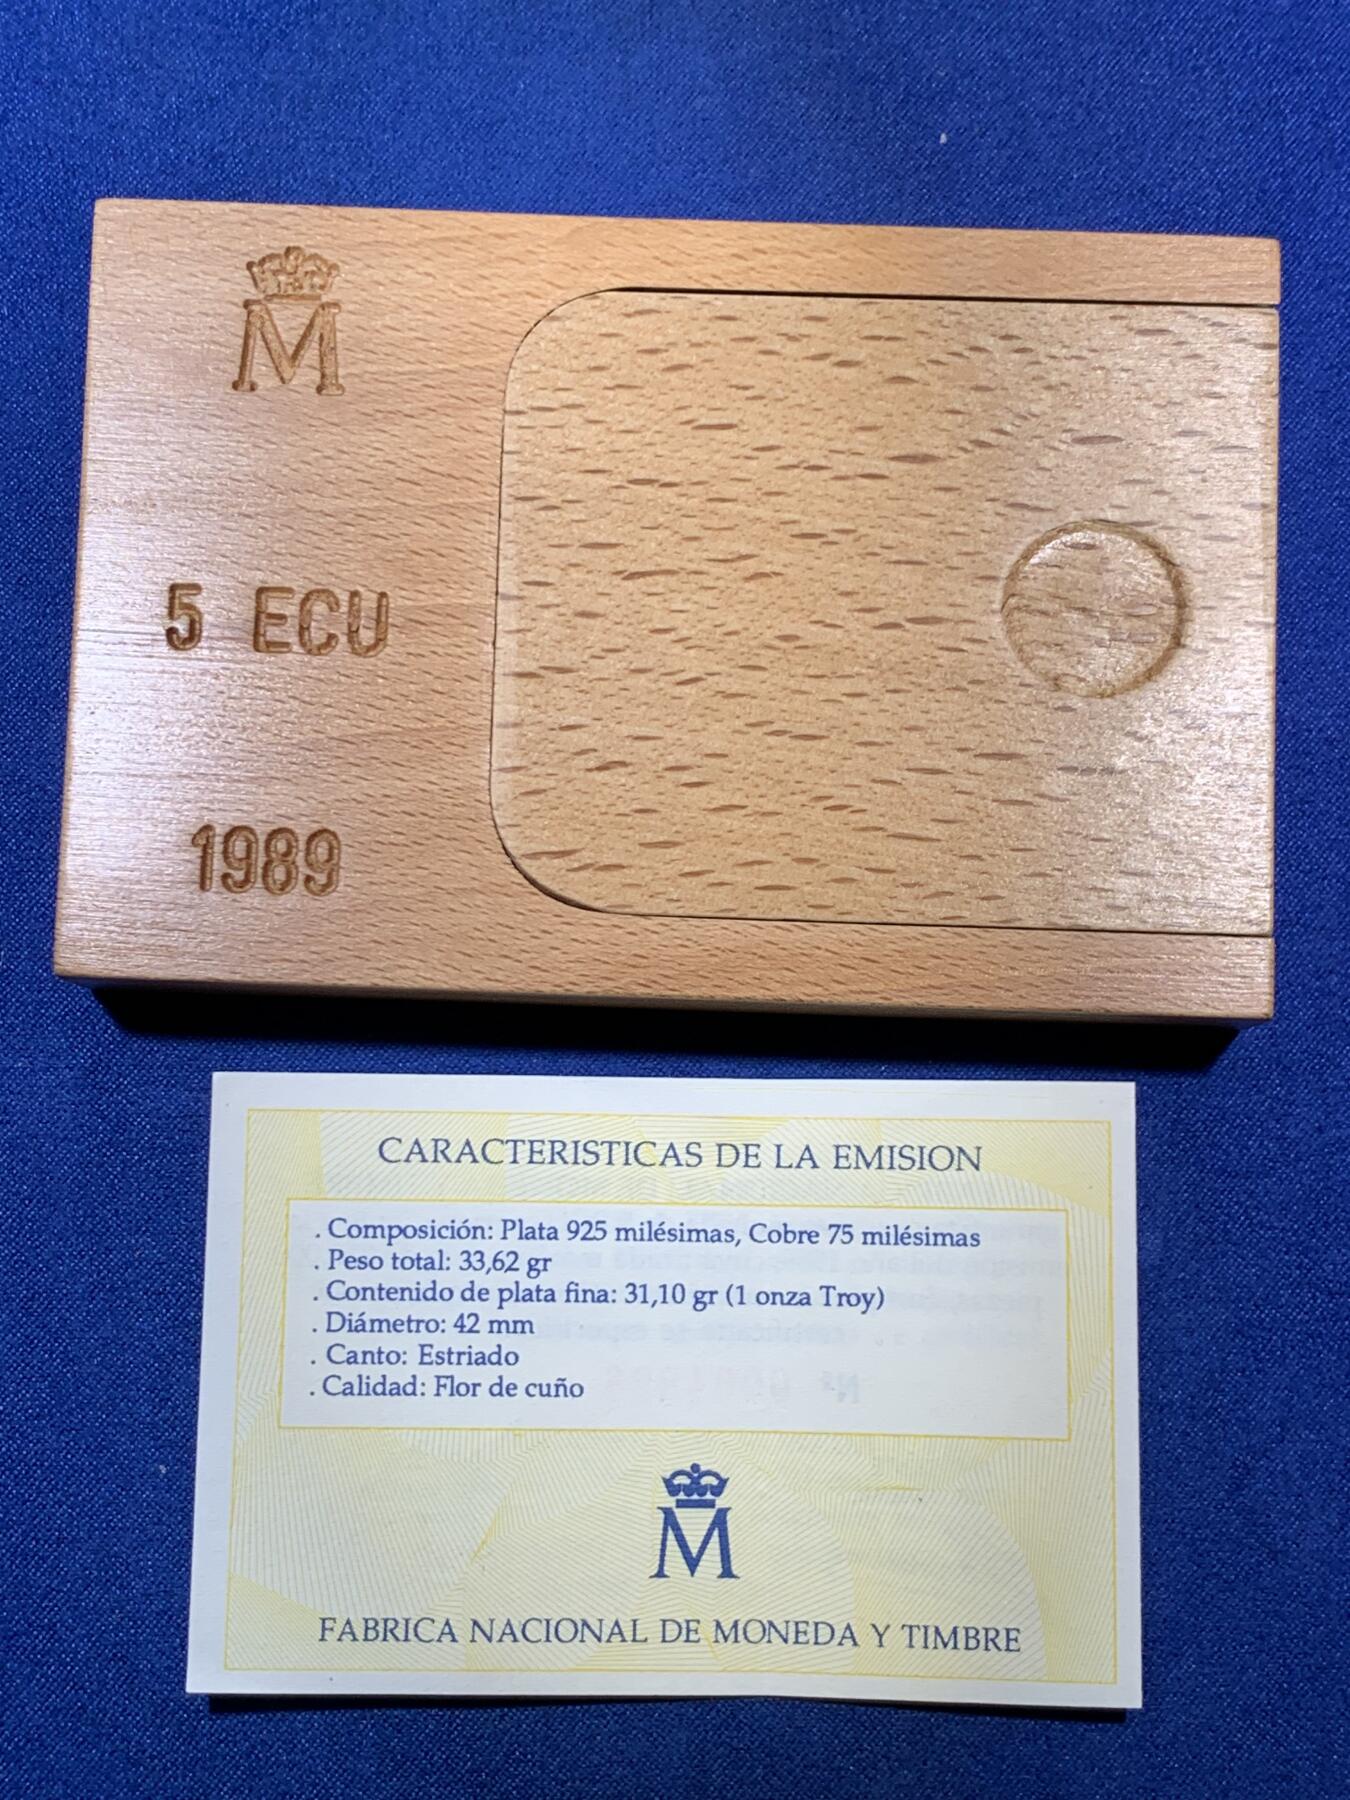 M
5 ECU
1989
CARACTERISTICAS DE LA EMISION
. Composición: Plata 925 milésimas, Cobre 75 milésimas
. Peso total: 33,62 gr
. Contenido de plata fina: 31,10 gr (1 onza Troy)
. Diámetro: 42 mm
. Canto: Estriado
. Calidad: Flor de cuño
M
FABRICA NACIONAL DE MONEDA Y TIMBRE